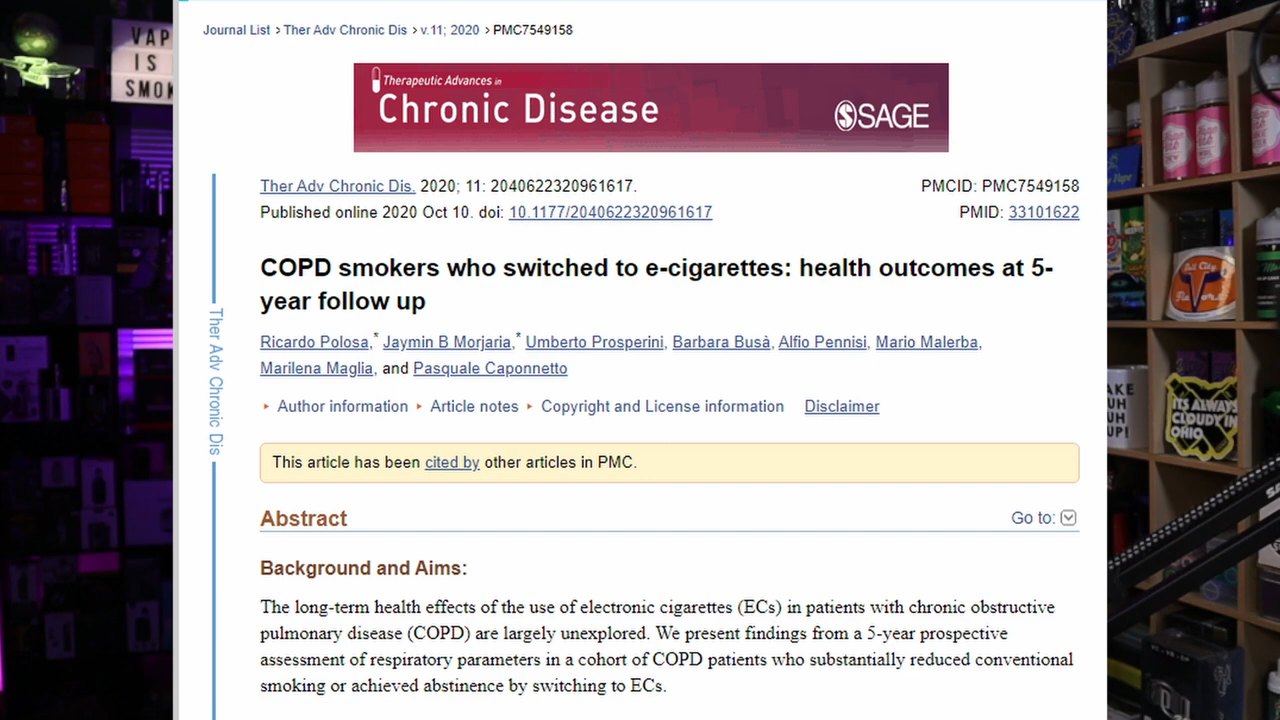 Journal List > Ther Adv Chronic Dis > v.11; 2020 > PMC7549158
VAP
IS
SMOK
Therapeutic Advances in
Chronic Disease
SAGE
Ther Adv Chronic Dis. 2020; 11: 2040622320961617.
PMCID: PMC7549158
Published online 2020 Oct 10. doi: 10.1177/2040622320961617
PMID: 33101622
COPD smokers who switched to e-cigarettes: health outcomes at 5-
year follow up
Ricardo Polosa,* Jaymin B Morjaria,* Umberto Prosperini, Barbara Busà, Alfio Pennisi, Mario Malerba,
Marilena Maglia, and Pasquale Caponnetto
Author information Article notes Copyright and License information Disclaimer
This article has been cited by other articles in PMC.
Abstract
Go to:
Background and Aims:
The long-term health effects of the use of electronic cigarettes (ECs) in patients with chronic obstructive
pulmonary disease (COPD) are largely unexplored. We present findings from a 5-year prospective
assessment of respiratory parameters in a cohort of COPD patients who substantially reduced conventional
smoking or achieved abstinence by switching to ECs.
Ther Adv Chronic Dis
AKE
UH
UH
UP!
ITS ALWAYS
CLOUDY IN
OHIO